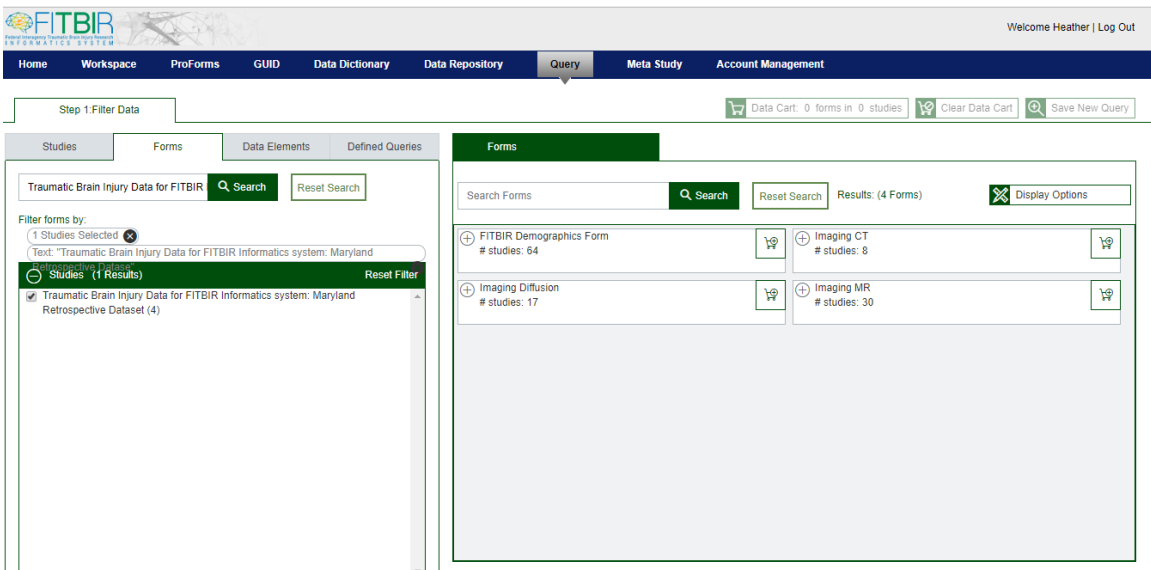 FITBIR
Federal Interagency Traumatic Brain Injury Research
INFORMATICS SYSTEM
Welcome Heather | Log Out
Home Workspace ProForms GUID Data Dictionary Data Repository Query Meta Study Account Management
Step 1:Filter Data
Data Cart: 0 forms in 0 studies
Clear Data Cart
Save New Query
Studies Forms Data Elements Defined Queries
Traumatic Brain Injury Data for FITBIR
Search
Reset Search
Filter forms by:
1 Studies Selected
Text: "Traumatic Brain Injury Data for FITBIR Informatics system: Maryland
Retrospective Datase"
Studies (1 Results) Reset Filter
Traumatic Brain Injury Data for FITBIR Informatics system: Maryland
Retrospective Dataset (4)
Forms
Search Forms
Search
Reset Search
Results: (4 Forms)
Display Options
FITBIR Demographics Form
# studies: 64
Imaging CT
# studies: 8
Imaging Diffusion
# studies: 17
Imaging MR
# studies: 30